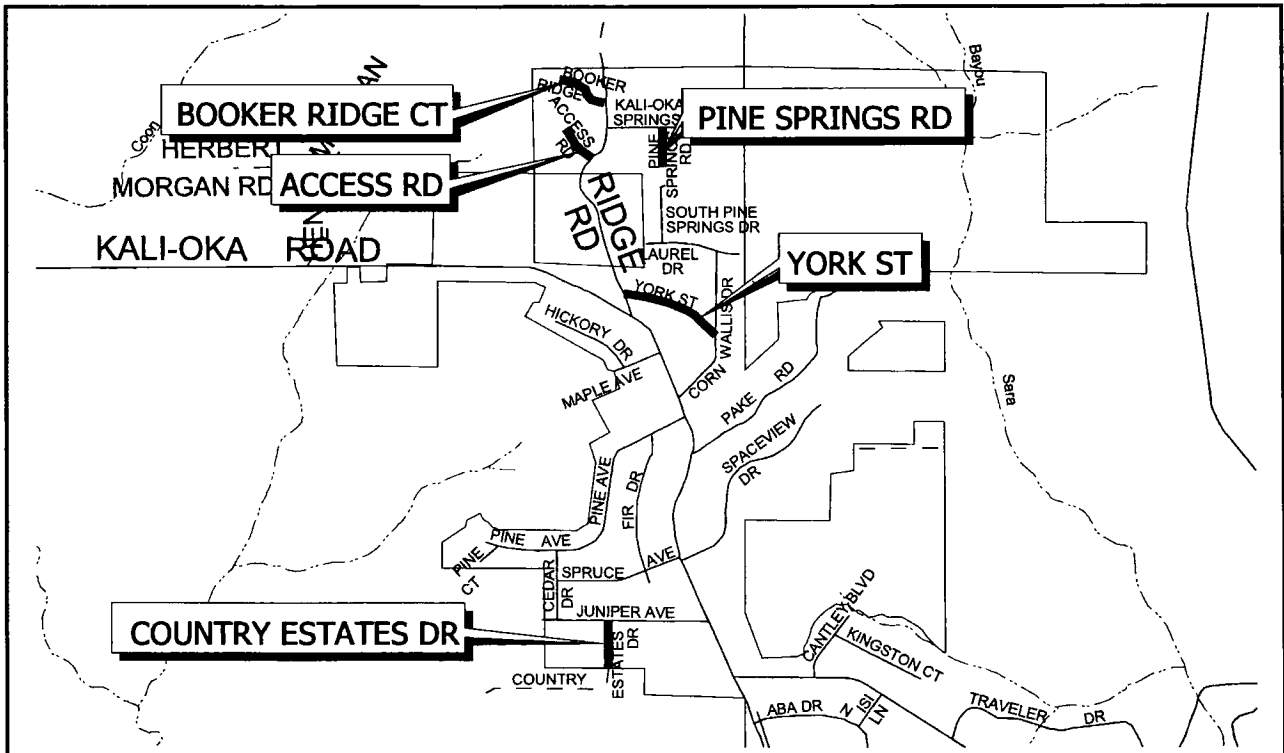 BOOKER
RIDGE
BOOKER RIDGE CT
KALI-OKA
SPRINGS
PINE SPRINGS RD
ACCESS
RD
PINE
SPRINGS
RD
Bayou
Coon
HERBERT
MORGAN RD
ACCESS RD
RIDGE
RD
SOUTH PINE
SPRINGS DR
KALI-OKA ROAD
LAUREL
DR
YORK ST
YORK ST
WALLIS DR
HICKORY DR
CORN
MAPLE AVE
PAKE RD
Sara
SPACEVIEW
DR
PINE AVE
FIR DR
PINE AVE
PINE
CT
CEDAR
DR
SPRUCE AVE
JUNIPER AVE
COUNTRY ESTATES DR
COUNTRY
ESTATES
DR
CANTLEY BLVD
KINGSTON CT
ABA DR
N
ISI
LN
TRAVELER DR